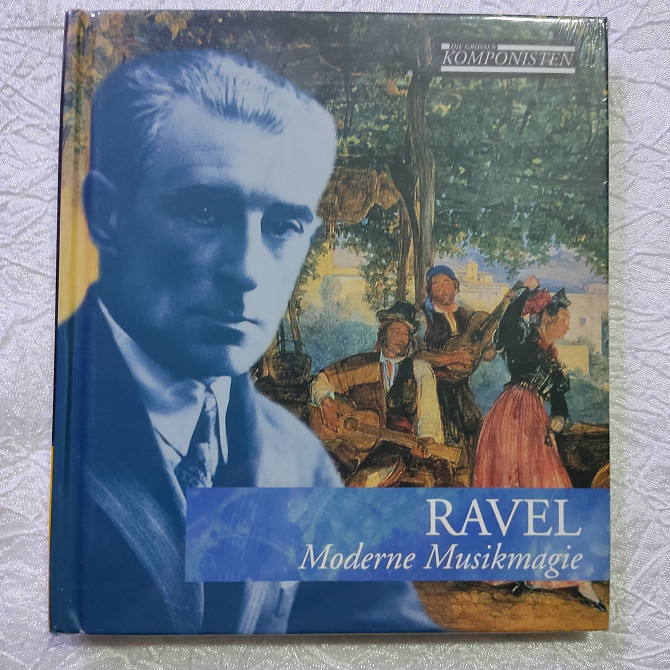 DIE GROSSEN
KOMPONISTEN
RAVEL
Moderne Musikmagie